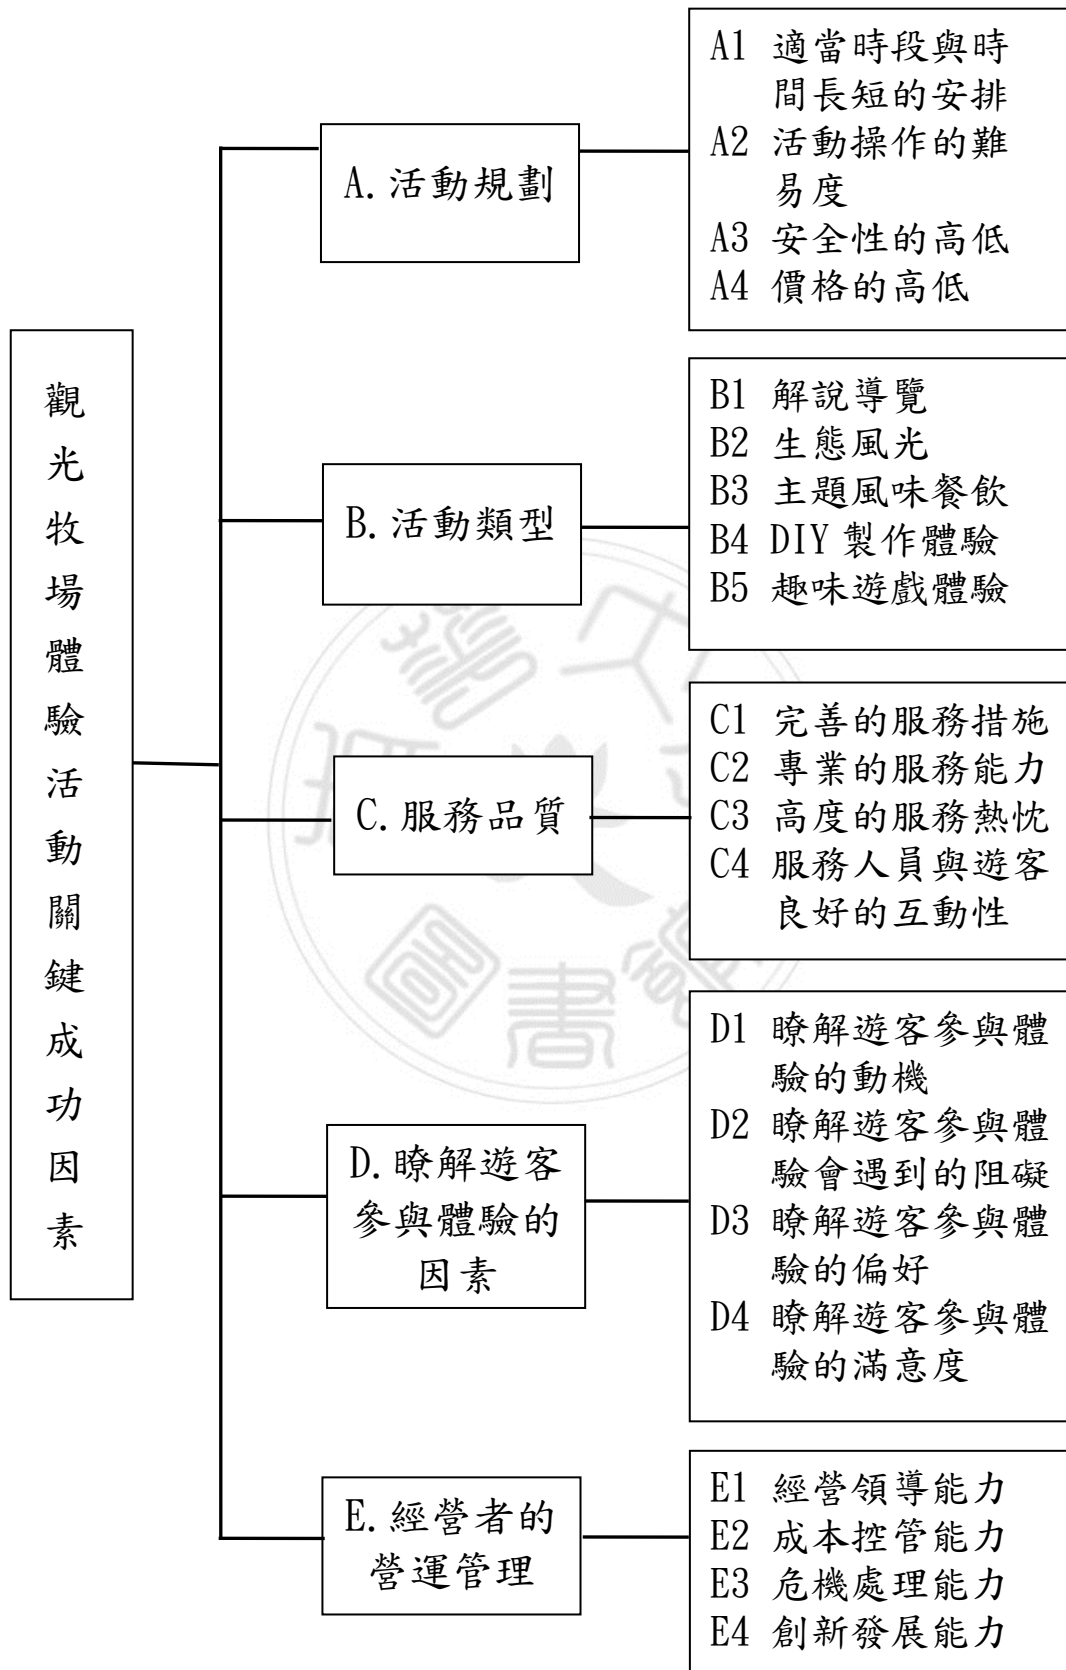 觀光牧場體驗活動關鍵成功因素
A.活動規劃
A1 適當時段與時
間長短的安排
A2 活動操作的難
易度
A3 安全性的高低
A4 價格的高低
B.活動類型
B1 解說導覽
B2 生態風光
B3 主題風味餐飲
B4 DIY 製作體驗
B5 趣味遊戲體驗
C.服務品質
C1 完善的服務措施
C2 專業的服務能力
C3 高度的服務熱忱
C4 服務人員與遊客
良好的互動性
D.瞭解遊客
參與體驗的
因素
D1 瞭解遊客參與體
驗的動機
D2 瞭解遊客參與體
驗會遇到的阻礙
D3 瞭解遊客參與體
驗的偏好
D4 瞭解遊客參與體
驗的滿意度
E.經營者的
營運管理
E1 經營領導能力
E2 成本控管能力
E3 危機處理能力
E4 創新發展能力